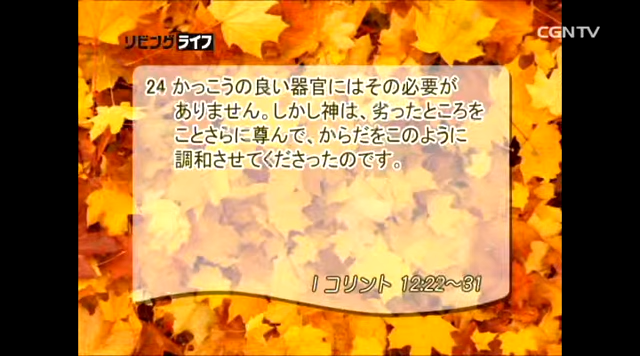 リビングライフ
CGNTV
24 かっこうの良い器官にはその必要が
ありません。しかし神は、劣ったところを
ことさらに尊んで、からだをこのように
調和させてくださったのです。
I コリント 12:22～31